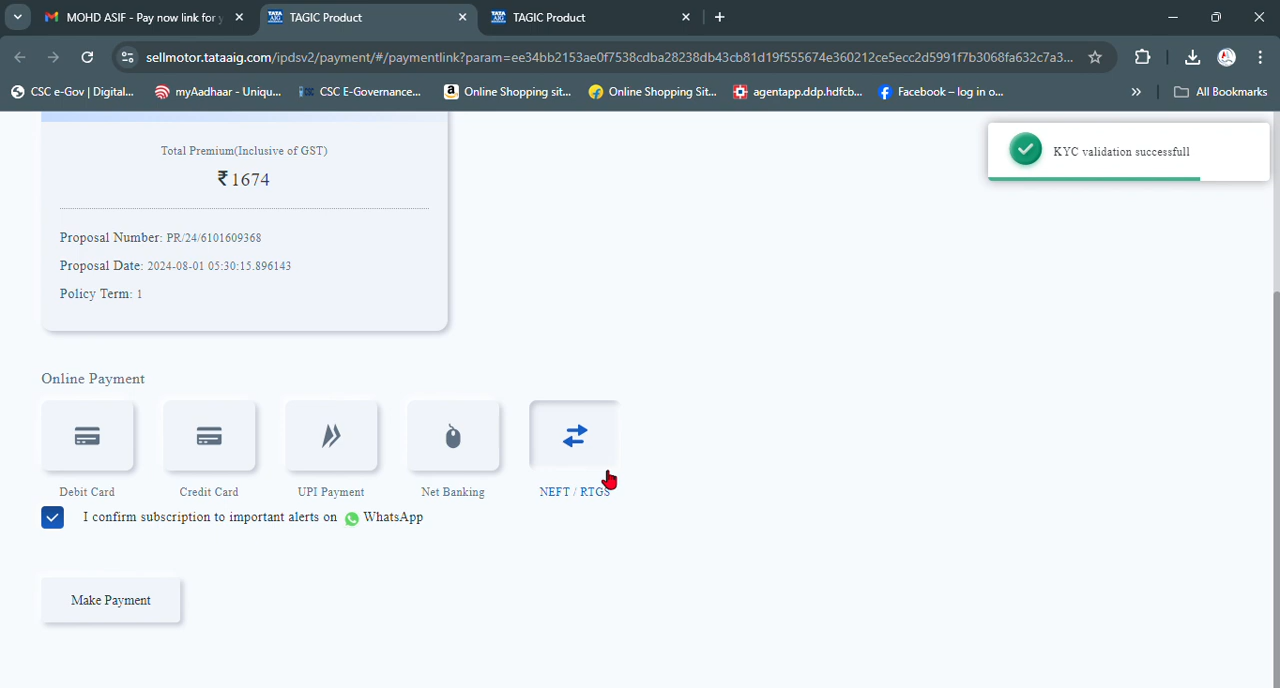 MOHD ASIF - Pay now link for y
TAGIC Product
TAGIC Product
sellmotor.tataaig.com/ipdsv2/payment/#/paymentlink?param=ee34bb2153ae0f7538cdba28238db43cb81d19f555674e360212ce5ecc2d5991f7b3068fa632c7a3...
CSC e-Gov | Digital...
myAadhaar - Uniqu...
CSC E-Governance...
Online Shopping sit...
Online Shopping Sit...
agentapp.ddp.hdfcb...
Facebook – log in o...
All Bookmarks
KYC validation successfull
Total Premium(Inclusive of GST)
₹ 1674
Proposal Number: PR/24/6101609368
Proposal Date: 2024-08-01 05:30:15.896143
Policy Term: 1
Online Payment
Debit Card
Credit Card
UPI Payment
Net Banking
NEFT / RTGS
I confirm subscription to important alerts on WhatsApp
Make Payment